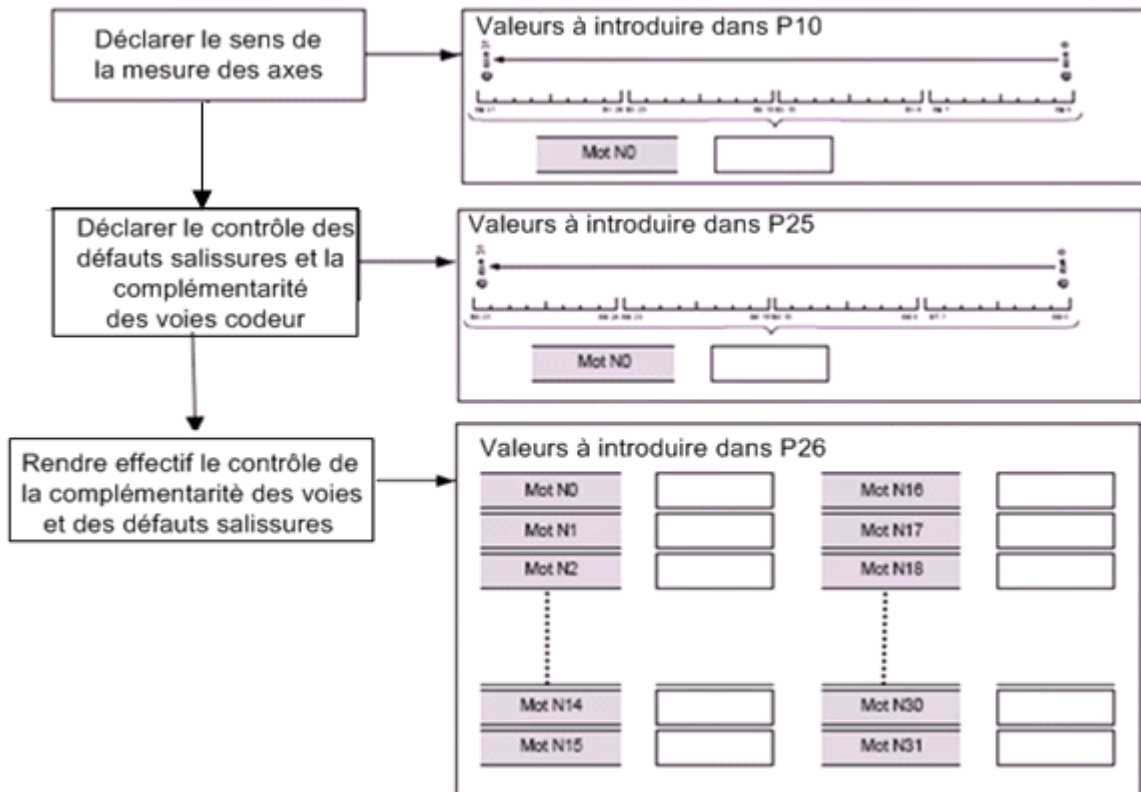 Déclarer le sens de
la mesure des axes
Valeurs à introduire dans P10
Mot N0
Déclarer le contrôle des
défauts salissures et la
complémentarité
des voies codeur
Valeurs à introduire dans P25
Mot N0
Rendre effectif le contrôle de
la complémentaritè des voies
et des défauts salissures
Valeurs à introduire dans P26
Mot N0
Mot N16
Mot N1
Mot N17
Mot N2
Mot N18
Mot N14
Mot N30
Mot N15
Mot N31